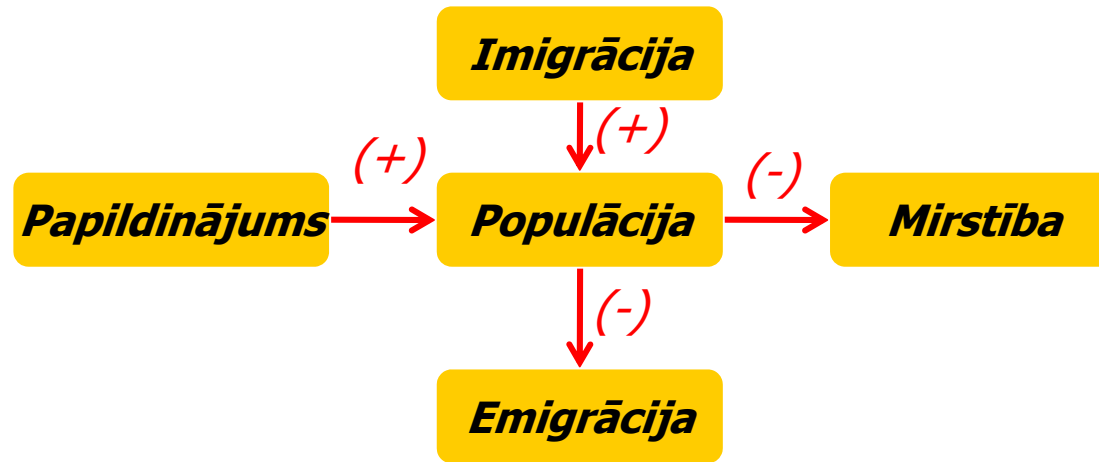 Imigrācija
(+)
(+)
(-)
Papildinājums
Populācija
Mirstība
(-)
Emigrācija